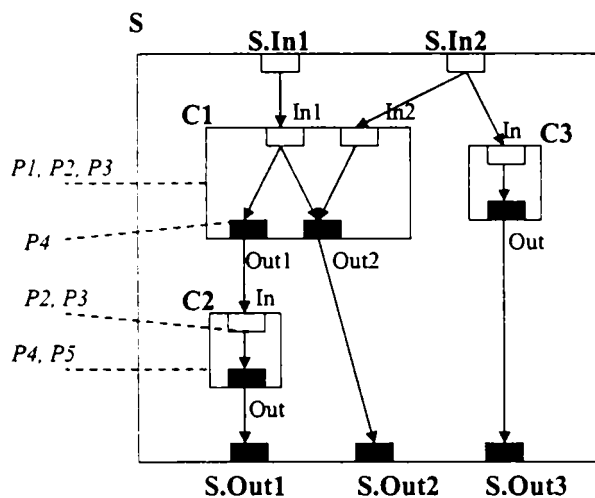 S
S.In1
S.In2
C1
In1
In2
In
C3
P1, P2, P3
P4
Out1
Out2
Out
P2, P3
C2
In
P4, P5
Out
S.Out1
S.Out2
S.Out3